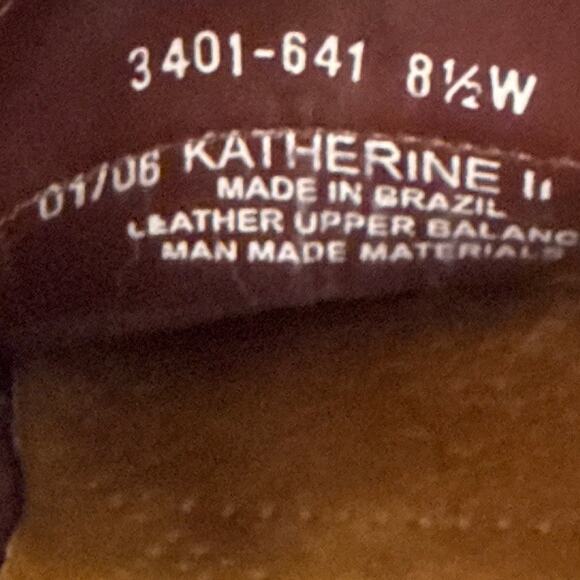 3401-641 8½W
01/06 KATHERINE II
MADE IN BRAZIL
LEATHER UPPER BALANC
MAN MADE MATERIALS